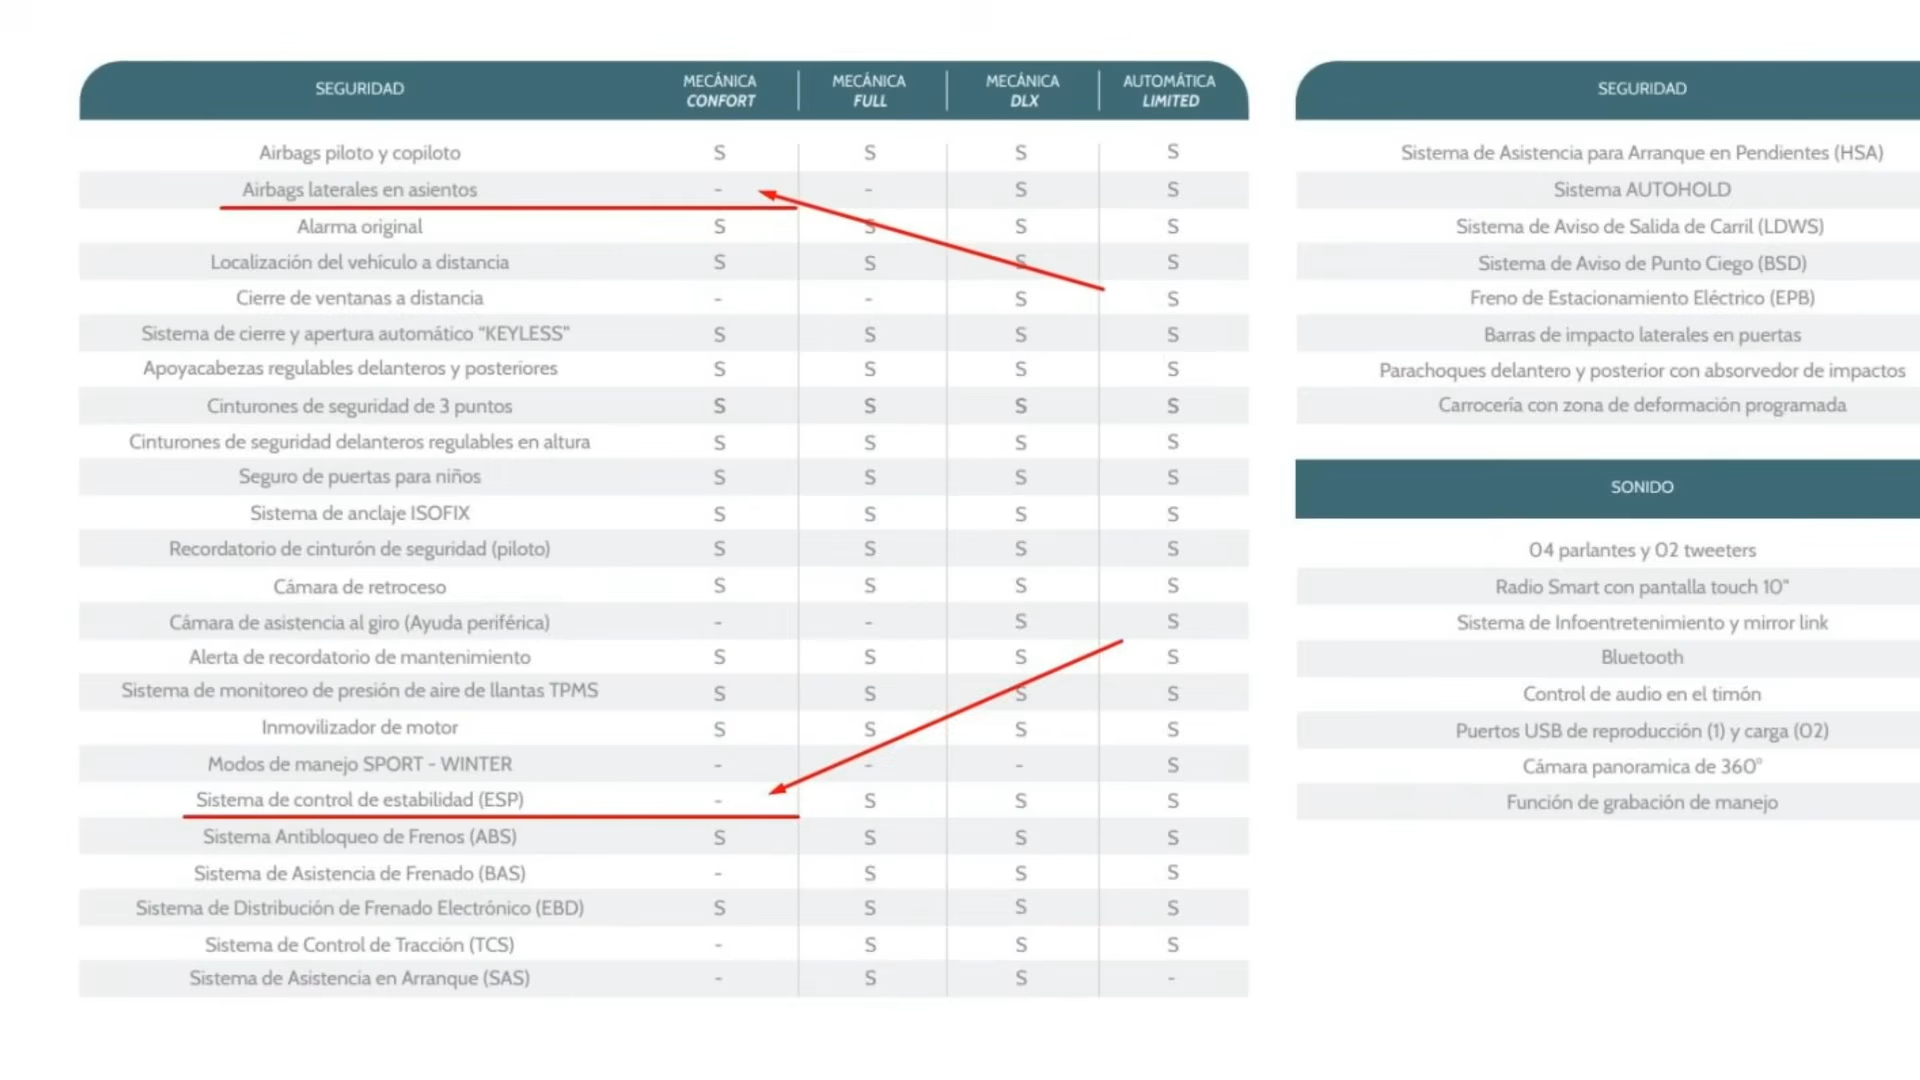 SEGURIDAD MECÁNICA CONFORT MECÁNICA FULL MECÁNICA DLX AUTOMÁTICA LIMITED
Airbags piloto y copiloto S S S S
Airbags laterales en asientos - - S S
Alarma original S S S S
Localización del vehículo a distancia S S S S
Cierre de ventanas a distancia - - S S
Sistema de cierre y apertura automático "KEYLESS" S S S S
Apoyacabezas regulables delanteros y posteriores S S S S
Cinturones de seguridad de 3 puntos S S S S
Cinturones de seguridad delanteros regulables en altura S S S S
Seguro de puertas para niños S S S S
Sistema de anclaje ISOFIX S S S S
Recordatorio de cinturón de seguridad (piloto) S S S S
Cámara de retroceso S S S S
Cámara de asistencia al giro (Ayuda periférica) - - S S
Alerta de recordatorio de mantenimiento S S S S
Sistema de monitoreo de presión de aire de llantas TPMS S S S S
Inmovilizador de motor S S S S
Modos de manejo SPORT - WINTER - - - S
Sistema de control de estabilidad (ESP) - S S S
Sistema Antibloqueo de Frenos (ABS) S S S S
Sistema de Asistencia de Frenado (BAS) - S S S
Sistema de Distribución de Frenado Electrónico (EBD) S S S S
Sistema de Control de Tracción (TCS) - S S S
Sistema de Asistencia en Arranque (SAS) - S S -
SEGURIDAD
Sistema de Asistencia para Arranque en Pendientes (HSA)
Sistema AUTOHOLD
Sistema de Aviso de Salida de Carril (LDWS)
Sistema de Aviso de Punto Ciego (BSD)
Freno de Estacionamiento Eléctrico (EPB)
Barras de impacto laterales en puertas
Parachoques delantero y posterior con absorvedor de impactos
Carrocería con zona de deformación programada
SONIDO
04 parlantes y 02 tweeters
Radio Smart con pantalla touch 10"
Sistema de Infoentretenimiento y mirror link
Bluetooth
Control de audio en el timón
Puertos USB de reproducción (1) y carga (02)
Cámara panoramica de 360°
Función de grabación de manejo